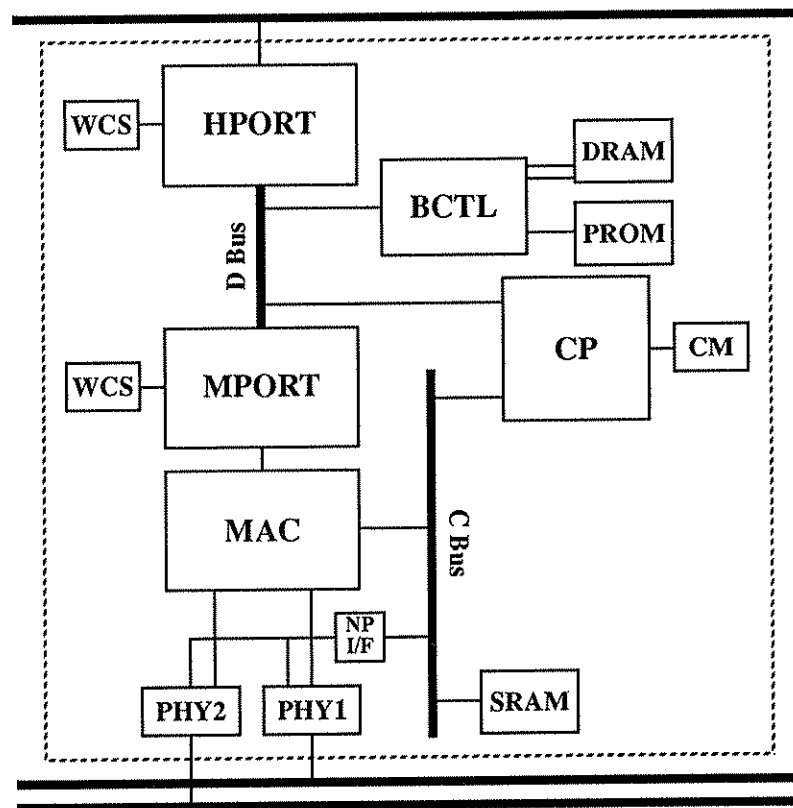 WCS
HPORT
DRAM
BCTL
PROM
D Bus
CP
CM
WCS
MPORT
MAC
C Bus
NP
I/F
PHY2
PHY1
SRAM